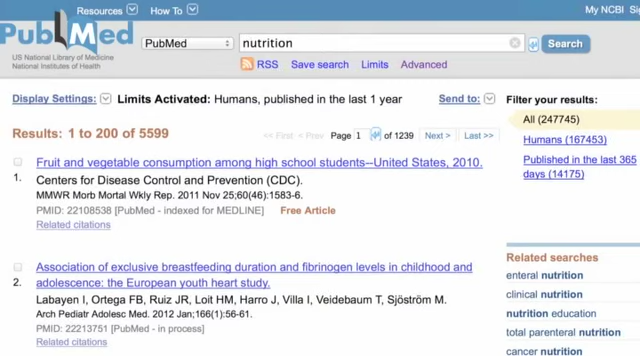 Resources How To My NCBI
PubMed
US National Library of Medicine
National Institutes of Health
PubMed nutrition Search
RSS Save search Limits Advanced
Display Settings: Limits Activated: Humans, published in the last 1 year Send to:
Results: 1 to 200 of 5599
<< First < Prev Page 1 of 1239 Next > Last >>
Fruit and vegetable consumption among high school students--United States, 2010.
1. Centers for Disease Control and Prevention (CDC).
MMWR Morb Mortal Wkly Rep. 2011 Nov 25;60(46):1583-6.
PMID: 22108538 [PubMed - indexed for MEDLINE] Free Article
Related citations
Association of exclusive breastfeeding duration and fibrinogen levels in childhood and
2. adolescence: the European youth heart study.
Labayen I, Ortega FB, Ruiz JR, Loit HM, Harro J, Villa I, Veidebaum T, Sjöström M.
Arch Pediatr Adolesc Med. 2012 Jan;166(1):56-61.
PMID: 22213751 [PubMed - in process]
Related citations
Filter your results:
All (247745)
Humans (167453)
Published in the last 365
days (14175)
Related searches
enteral nutrition
clinical nutrition
nutrition education
total parenteral nutrition
cancer nutrition